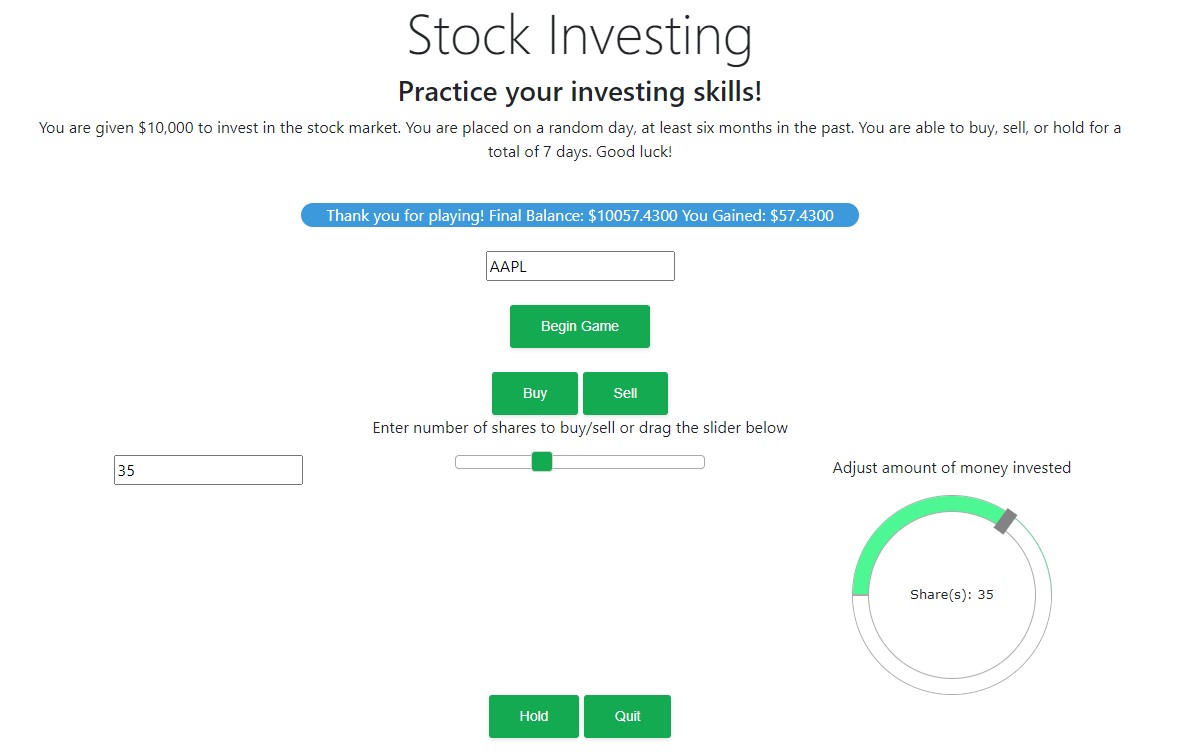 Stock Investing
Practice your investing skills!
You are given $10,000 to invest in the stock market. You are placed on a random day, at least six months in the past. You are able to buy, sell, or hold for a
total of 7 days. Good luck!
Thank you for playing! Final Balance: $10057.4300 You Gained: $57.4300
AAPL
Begin Game
Buy
Sell
Enter number of shares to buy/sell or drag the slider below
35
Adjust amount of money invested
Share(s): 35
Hold
Quit